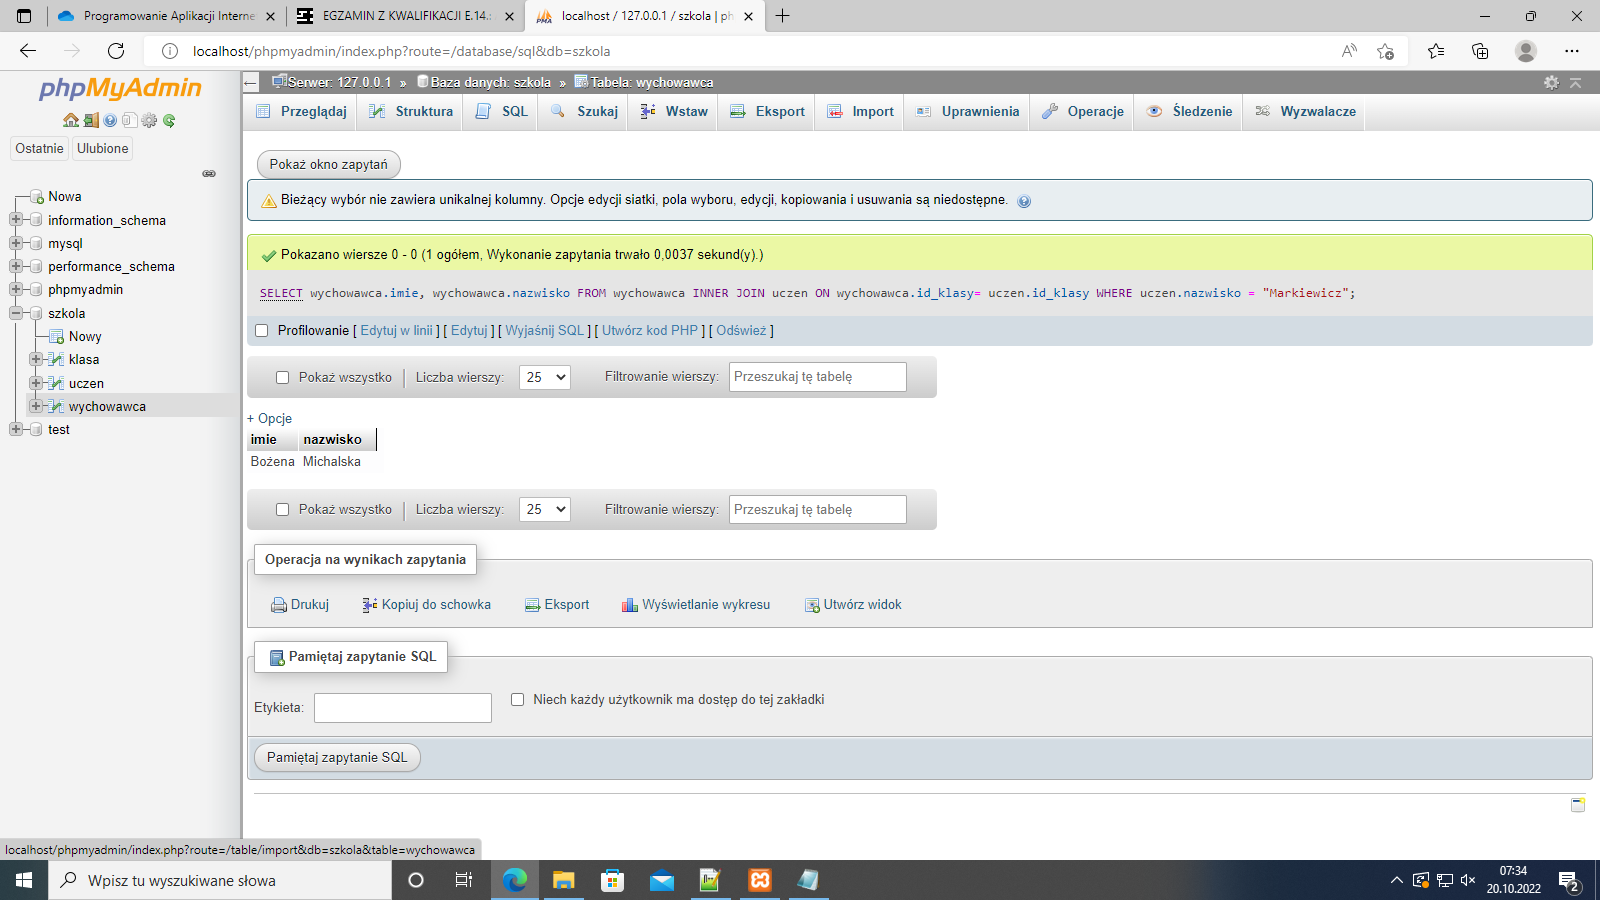 Programowanie Aplikacji Interne
EGZAMIN Z KWALIFIKACJI E.14.
localhost / 127.0.0.1 / szkola | ph
localhost/phpmyadmin/index.php?route=/database/sql&db=szkola
phpMyAdmin
Ostatnie
Ulubione
Nowa
information_schema
mysql
performance_schema
phpmyadmin
szkola
Nowy
klasa
uczen
wychowawca
test
Serwer: 127.0.0.1 » Baza danych: szkola » Tabela: wychowawca
Przeglądaj
Struktura
SQL
Szukaj
Wstaw
Eksport
Import
Uprawnienia
Operacje
Śledzenie
Wyzwalacze
Pokaż okno zapytań
Bieżący wybór nie zawiera unikalnej kolumny. Opcje edycji siatki, pola wyboru, edycji, kopiowania i usuwania są niedostępne.
Pokazano wiersze 0 - 0 (1 ogółem, Wykonanie zapytania trwało 0,0037 sekund(y).)
SELECT wychowawca.imie, wychowawca.nazwisko FROM wychowawca INNER JOIN uczen ON wychowawca.id_klasy= uczen.id_klasy WHERE uczen.nazwisko = "Markiewicz";
Profilowanie [ Edytuj w linii ] [ Edytuj ] [ Wyjaśnij SQL ] [ Utwórz kod PHP ] [ Odśwież ]
Pokaż wszystko | Liczba wierszy: 25 Filtrowanie wierszy: Przeszukaj tę tabelę
+ Opcje
imie nazwisko
Bożena Michalska
Pokaż wszystko | Liczba wierszy: 25 Filtrowanie wierszy: Przeszukaj tę tabelę
Operacja na wynikach zapytania
Drukuj
Kopiuj do schowka
Eksport
Wyświetlanie wykresu
Utwórz widok
Pamiętaj zapytanie SQL
Etykieta:
Niech każdy użytkownik ma dostęp do tej zakładki
Pamiętaj zapytanie SQL
localhost/phpmyadmin/index.php?route=/table/import&db=szkola&table=wychowawca
Wpisz tu wyszukiwane słowa
07:34
20.10.2022
2